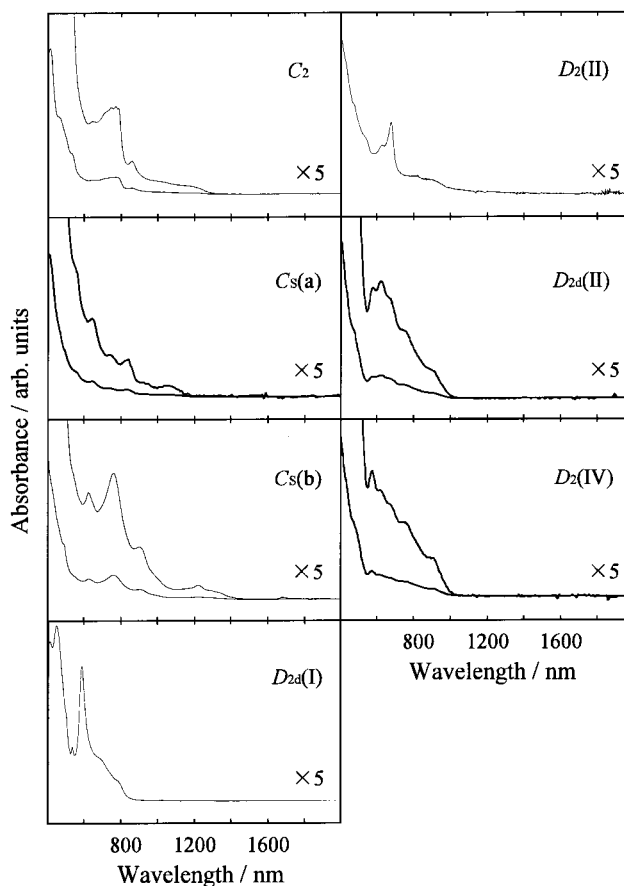 C2
× 5
D2(II)
× 5
Cs(a)
× 5
D2d(II)
× 5
Cs(b)
× 5
D2(IV)
× 5
D2d(I)
× 5
Absorbance / arb. units
800 1200 1600
Wavelength / nm
800 1200 1600
Wavelength / nm